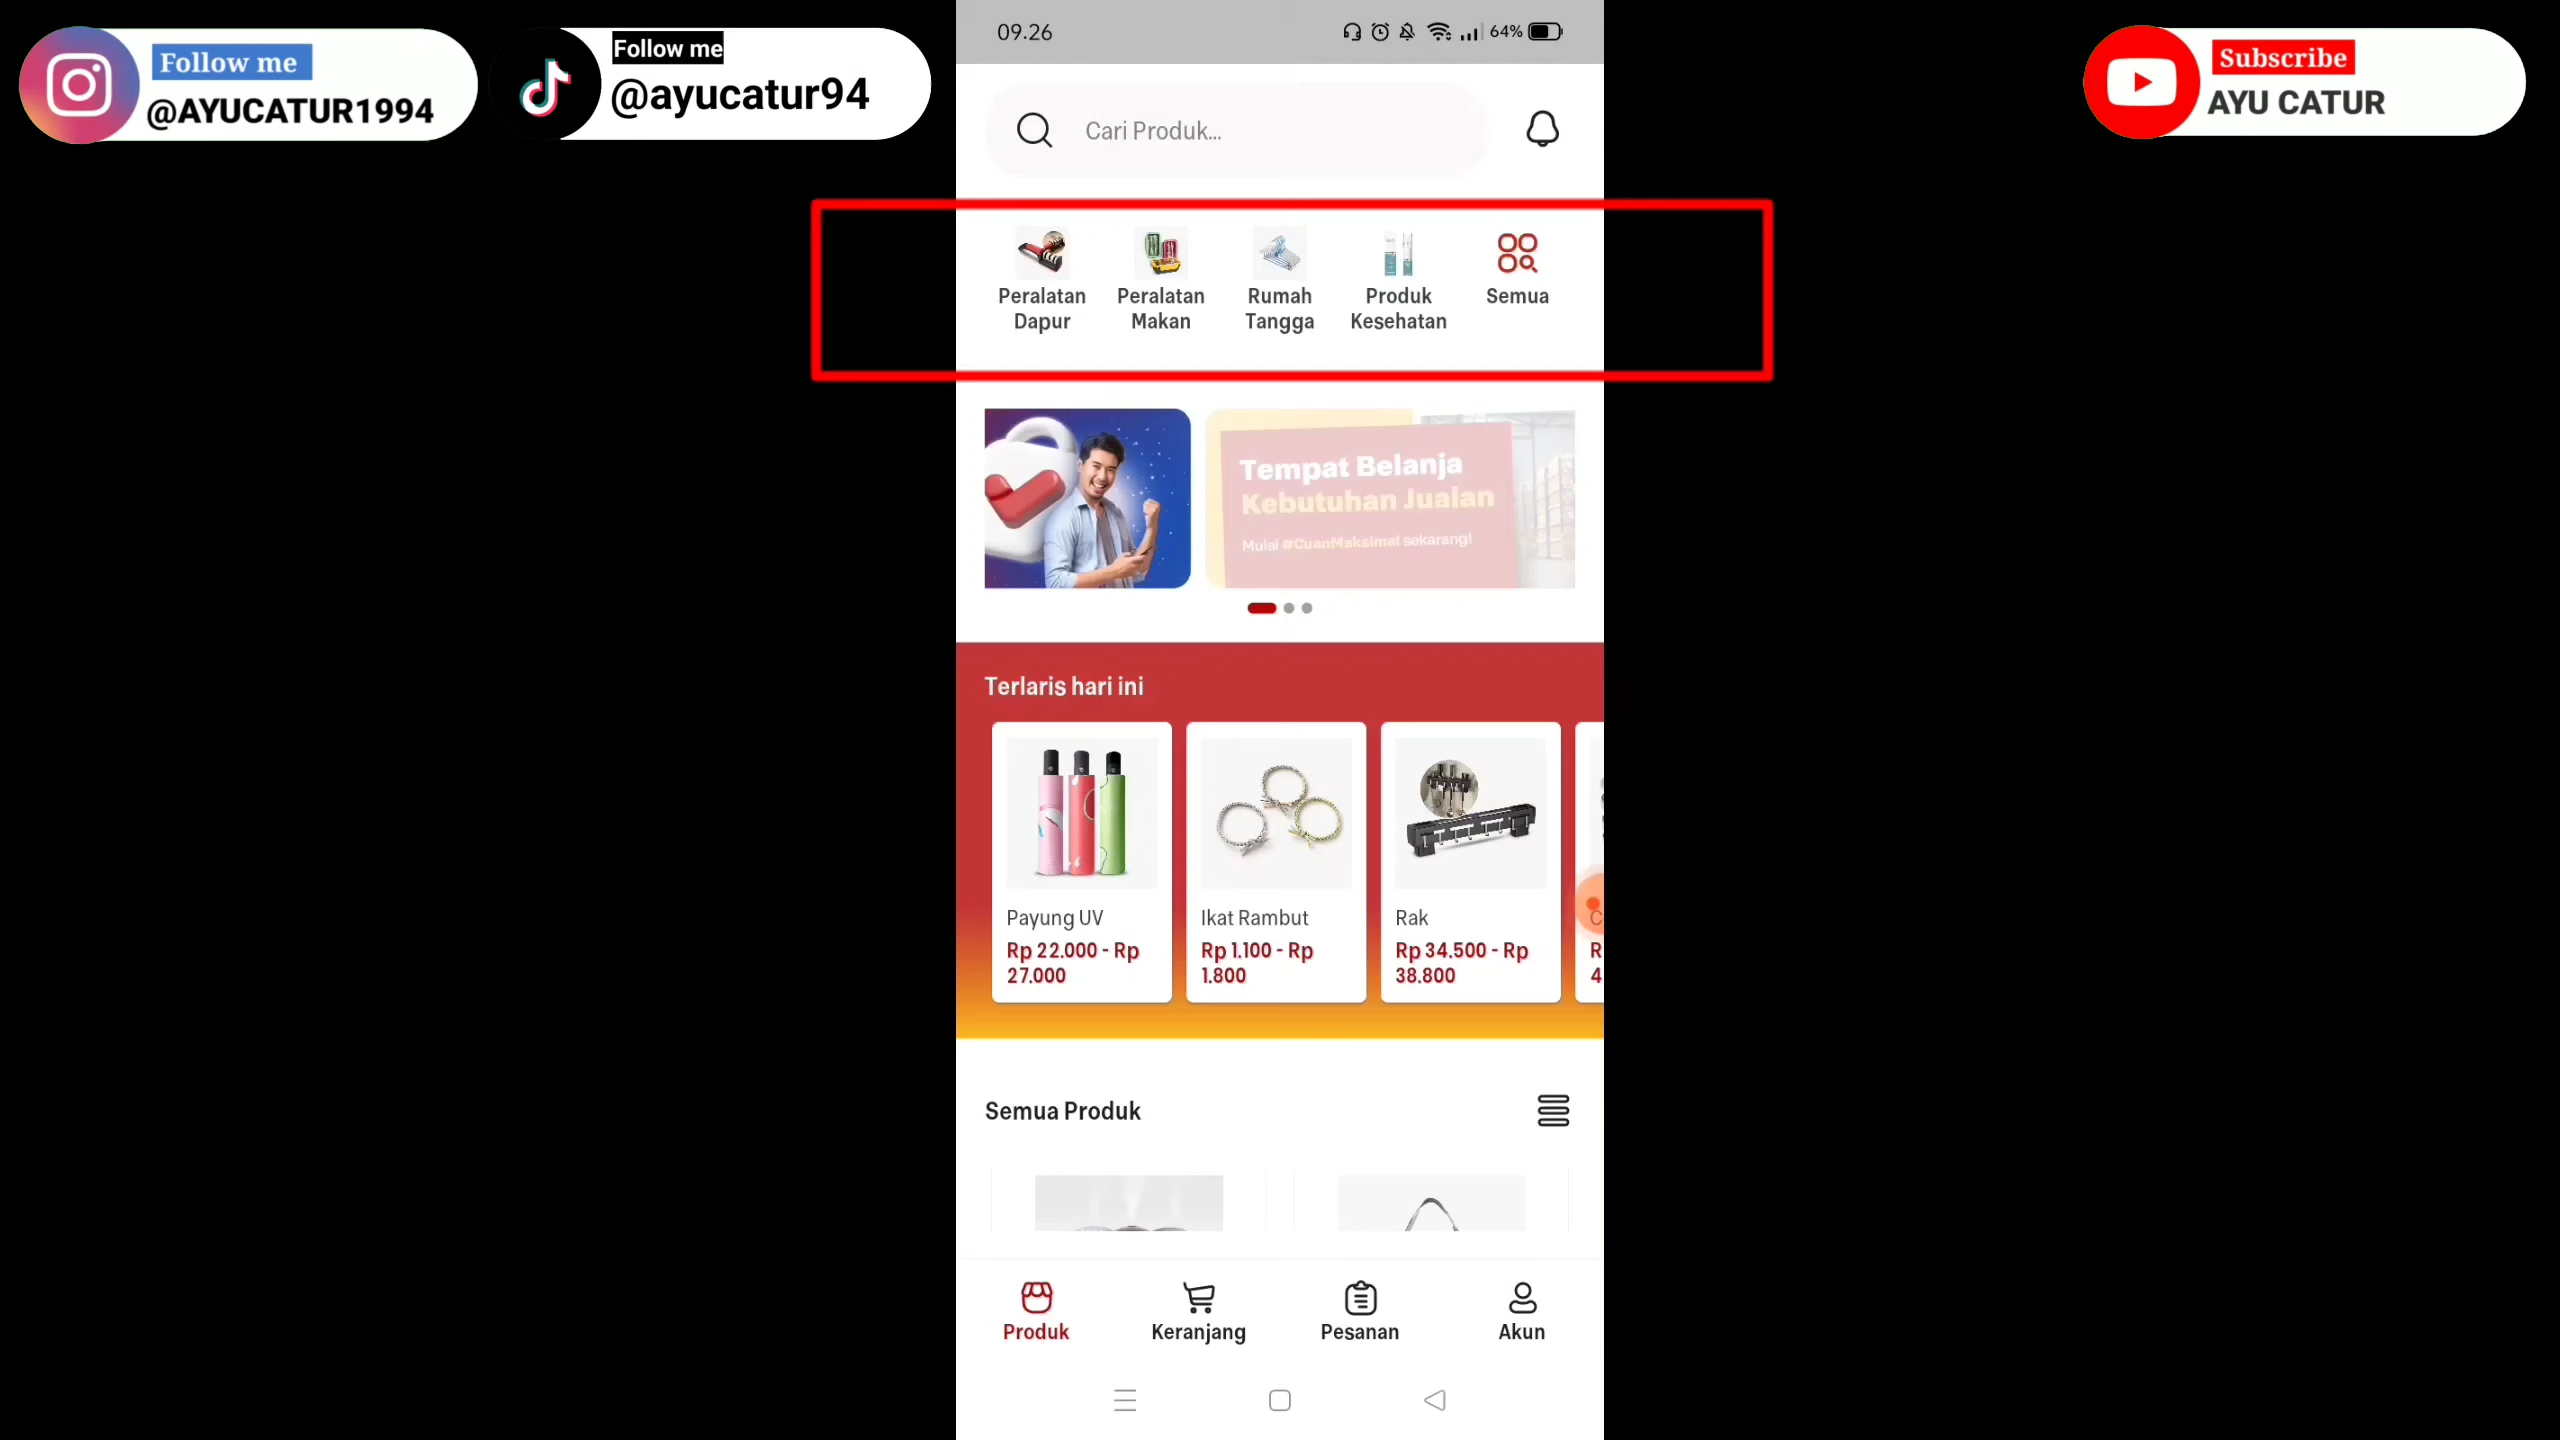 Follow me
@AYUCATUR1994
Follow me
@ayucatur94
Subscribe
AYU CATUR
09.26
64%
Cari Produk...
Peralatan
Dapur
Peralatan
Makan
Rumah
Tangga
Produk
Kesehatan
Semua
Tempat Belanja
Kebutuhan Jualan
Mulai #CuanMaksimal sekarang!
Terlaris hari ini
Payung UV
Rp 22.000 - Rp
27.000
Ikat Rambut
Rp 1.100 - Rp
1.800
Rak
Rp 34.500 - Rp
38.800
C
R
4
Semua Produk
Produk
Keranjang
Pesanan
Akun